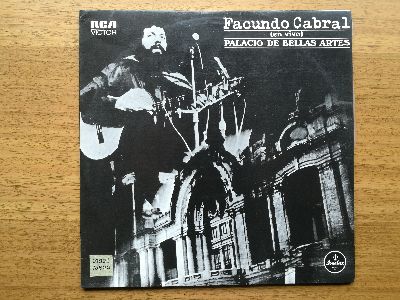 RCA
VICTOR
Facundo Cabral
(en vivo)
PALACIO DE BELLAS ARTES